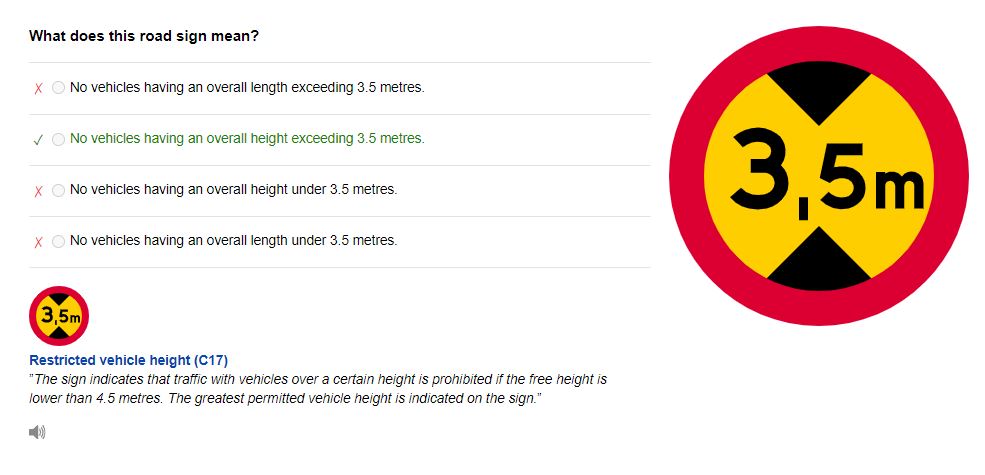 What does this road sign mean?
✗ No vehicles having an overall length exceeding 3.5 metres.
✓ No vehicles having an overall height exceeding 3.5 metres.
✗ No vehicles having an overall height under 3.5 metres.
✗ No vehicles having an overall length under 3.5 metres.
3,5m
3,5m
Restricted vehicle height (C17)
"The sign indicates that traffic with vehicles over a certain height is prohibited if the free height is
lower than 4.5 metres. The greatest permitted vehicle height is indicated on the sign."